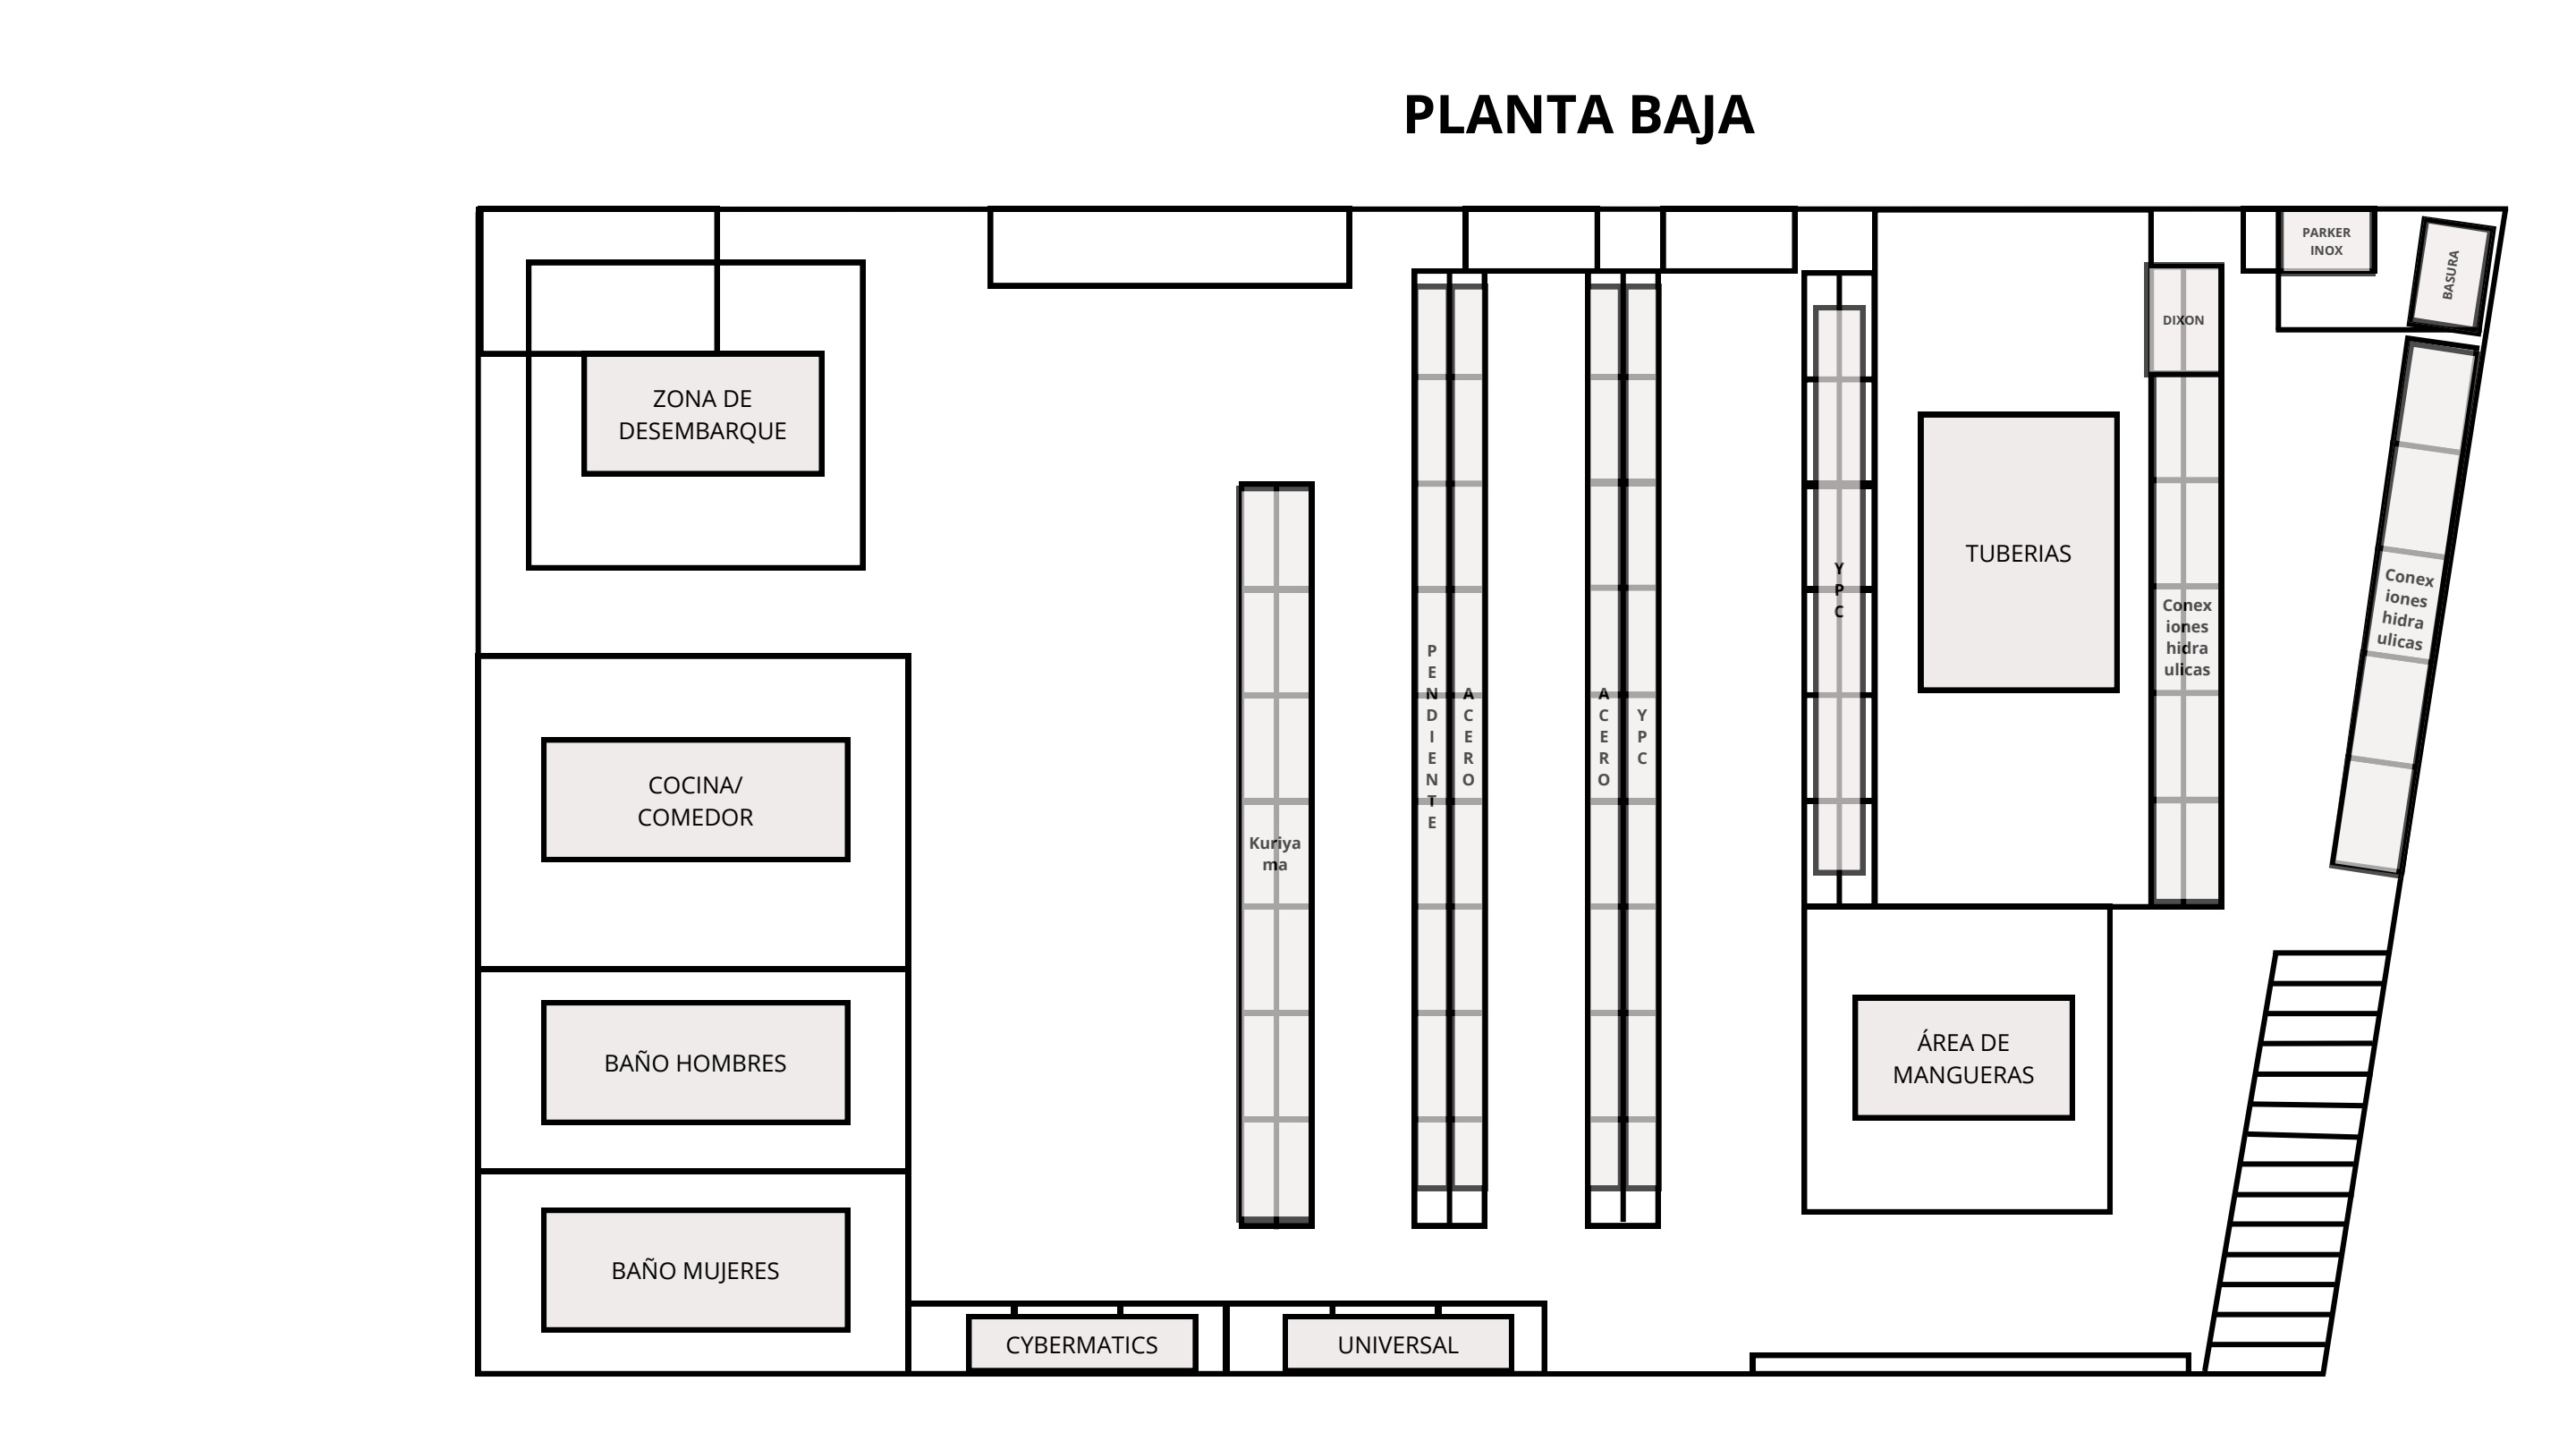 PLANTA BAJA
PARKER
INOX
BASURA
DIXON
ZONA DE
DESEMBARQUE
TUBERIAS
Y
P
C
Conex
iones
hidra
ulicas
Conex
iones
hidra
ulicas
P
E
N
D
I
E
N
T
E
A
C
E
R
O
A
C
E
R
O
Y
P
C
COCINA/
COMEDOR
Kuriya
ma
BAÑO HOMBRES
ÁREA DE
MANGUERAS
BAÑO MUJERES
CYBERMATICS
UNIVERSAL